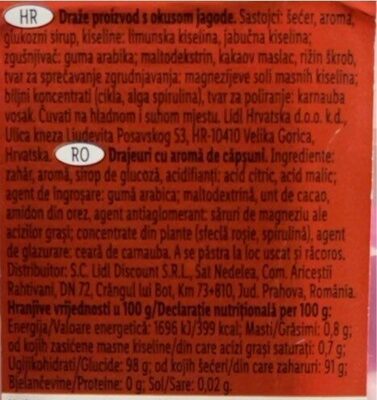 HR Draže proizvod s okusom jagode. Sastojci: šećer, aroma,
glukozni sirup, kiseline: limunska kiselina, jabučna kiselina;
zgušnjivač: guma arabika; maltodekstrin, kakaov maslac, rižin škrob,
tvar za sprečavanje zgrudnjavanja: magnezijeve soli masnih kiselina;
biljni koncentrati (cikla, alga spirulina), tvar za poliranje: karnauba
vosak. Čuvati na hladnom i suhom mjestu. Lidl Hrvatska d.o.o. k.d.,
Ulica kneza Ljudevita Posavskog 53, HR-10410 Velika Gorica,
Hrvatska. RO Drajeuri cu aromă de căpșuni. Ingrediente:
zahăr, aromă, sirop de glucoză, acidifianți: acid citric, acid malic;
agent de îngroșare: gumă arabică; maltodextrină, unt de cacao,
amidon din orez, agent antiaglomerant: săruri de magneziu ale
acizilor grași; concentrate din plante (sfeclă roșie, spirulină), agent
de glazurare: ceară de carnauba. A se păstra la loc uscat și răcoros.
Distribuitor: S.C. Lidl Discount S.R.L., Sat Nedelea, Com. Ariceștii
Rahtivani, DN 72, Crângul lui Bot, Km 73+810, Jud. Prahova, România.
Hranjive vrijednosti u 100 g/Declarație nutrițională per 100 g:
Energija/Valoare energetică: 1696 kJ/399 kcal; Masti/Grăsimi: 0,8 g;
od kojih zasićene masne kiseline/din care acizi grași saturați: 0,7 g;
Ugljikohidrati/Glucide: 98 g; od kojih šećeri/din care zaharuri: 91 g;
Bjelančevine/Proteine: 0 g; Sol/Sare: 0,02 g.